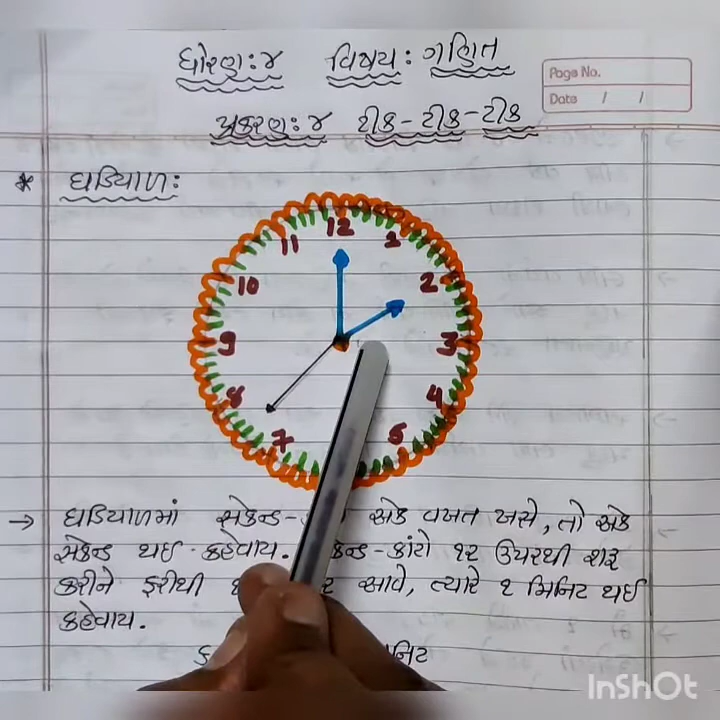 ધોરણ: ૪ વિષય: ગણિત
Page No.
Date / /
પ્રકરણ: ૪ ટીક - ટીક - ટીક
* ઘડિયાળ:
12
11 1
10 2
9 3
8 4
7 5
→ ઘડિયાળમાં સેકન્ડ- એક વખત ખસે, તો એક
સેકન્ડ થઈ કહેવાય. કાંટો ૧૨ ઉપરથી શરૂ
કરીને ફરીથી આવે, ત્યારે ૧ મિનિટ થઈ
કહેવાય.
InShOt